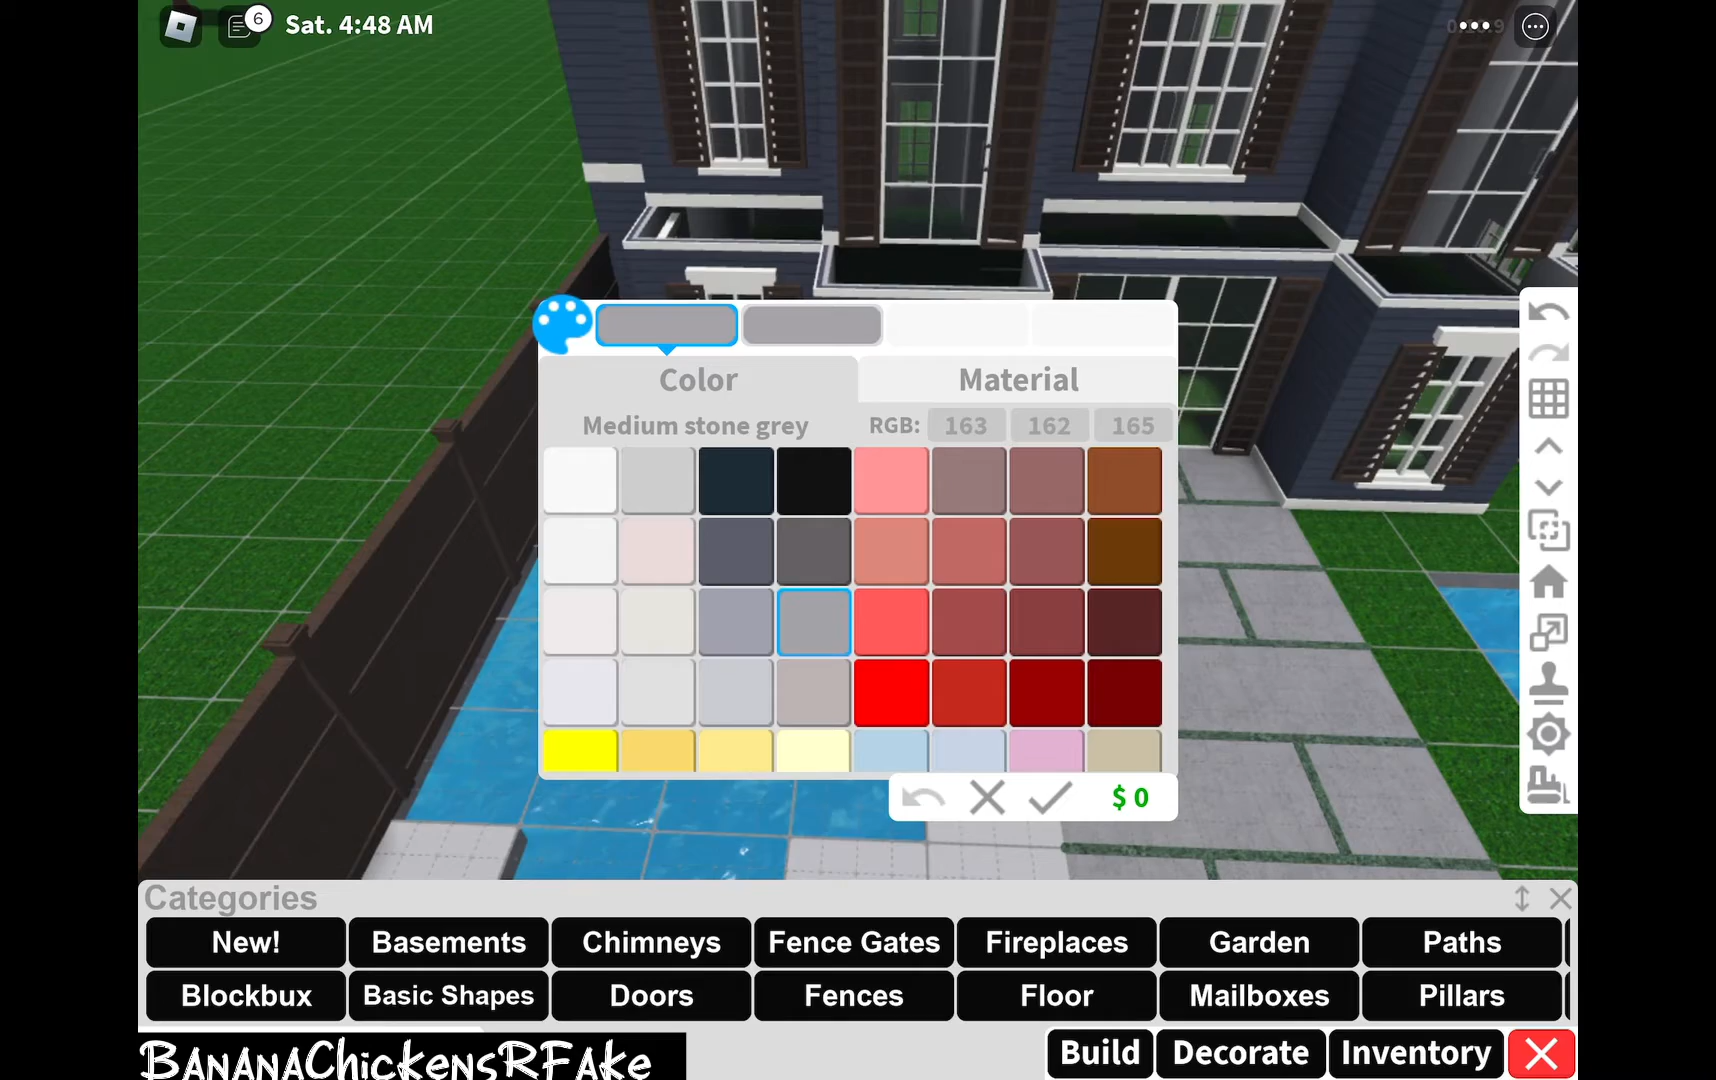 6
Sat. 4:48 AM
Color
Material
Medium stone grey
RGB: 163 162 165
$ 0
Categories
New! Basements Chimneys Fence Gates Fireplaces Garden Paths
Blockbux Basic Shapes Doors Fences Floor Mailboxes Pillars
BananaChickensRFake
Build Decorate Inventory